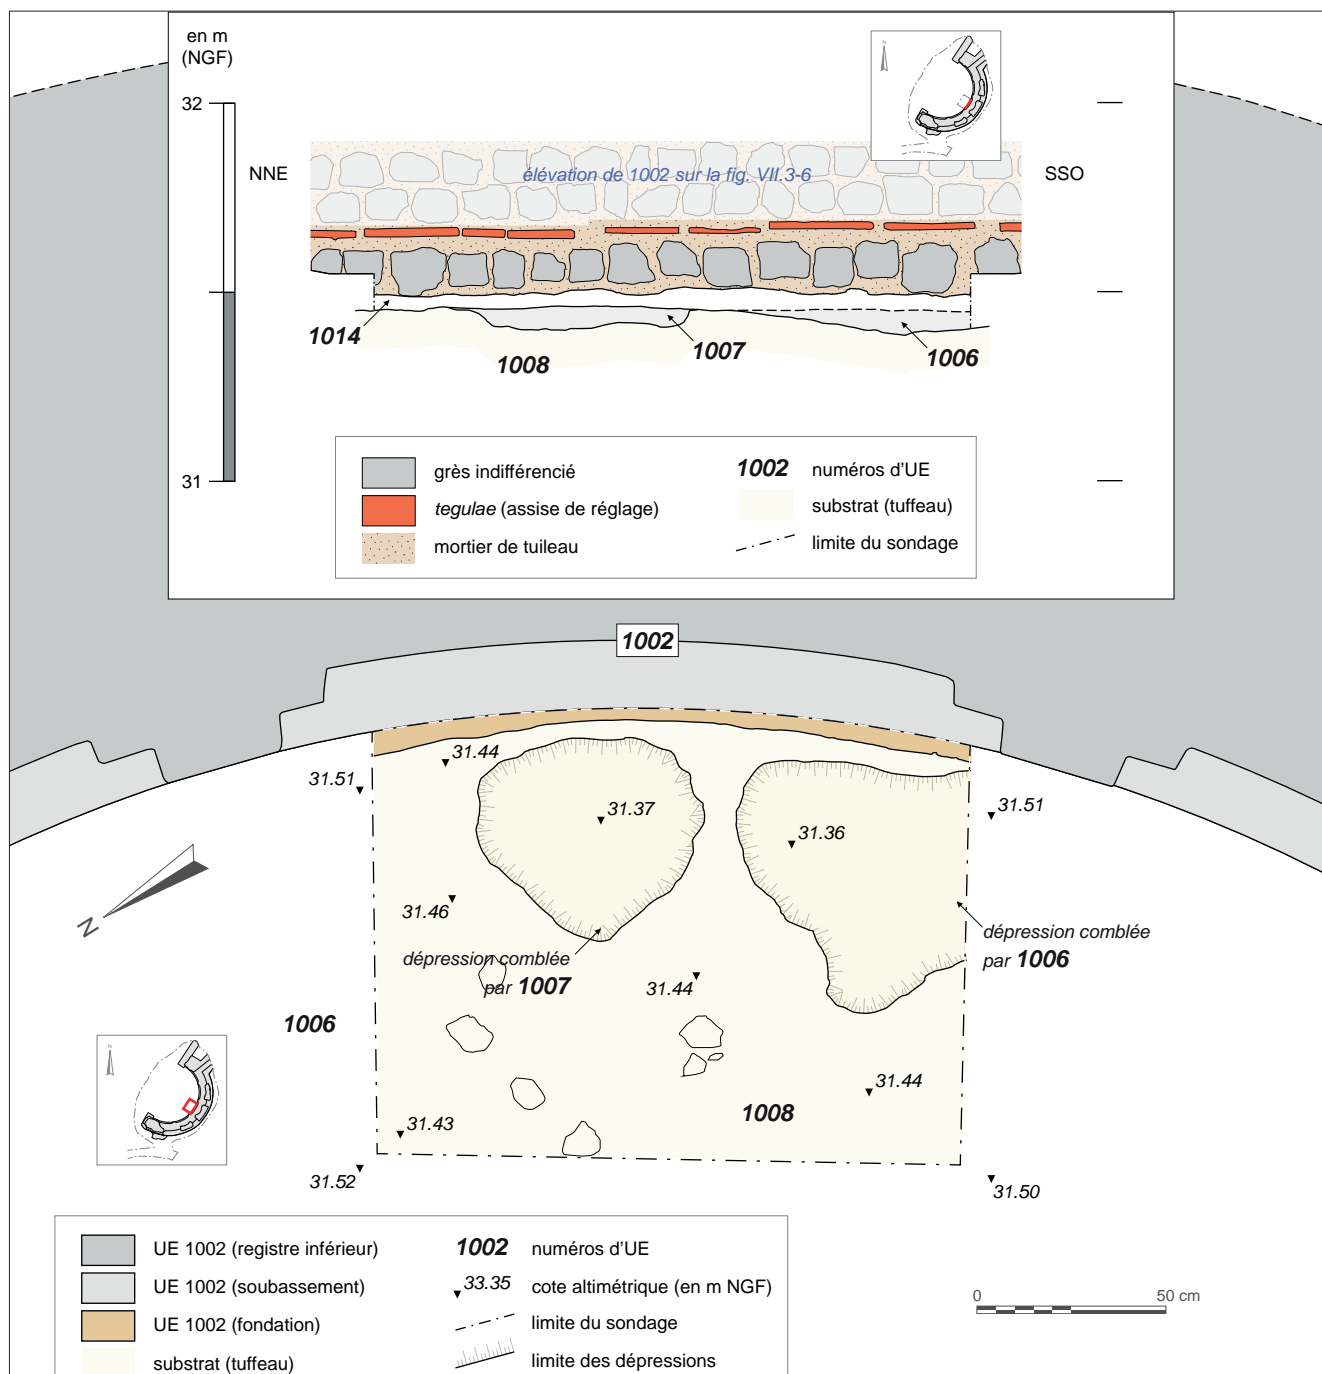 en m
(NGF)
N
32
NNE
élévation de 1002 sur la fig. VII.3-6
SSO
1014
1008
1007
1006
31
grès indifférencié
tegulae (assise de réglage)
mortier de tuileau
1002 numéros d'UE
substrat (tuffeau)
limite du sondage
1002
31.44
31.51
31.37
31.51
31.36
N
31.46
dépression comblée
par 1007
dépression comblée
par 1006
31.44
1006
N
31.44
1008
31.43
31.52
31.50
UE 1002 (registre inférieur)
UE 1002 (soubassement)
UE 1002 (fondation)
substrat (tuffeau)
1002 numéros d'UE
33.35 cote altimétrique (en m NGF)
limite du sondage
limite des dépressions
0 50 cm